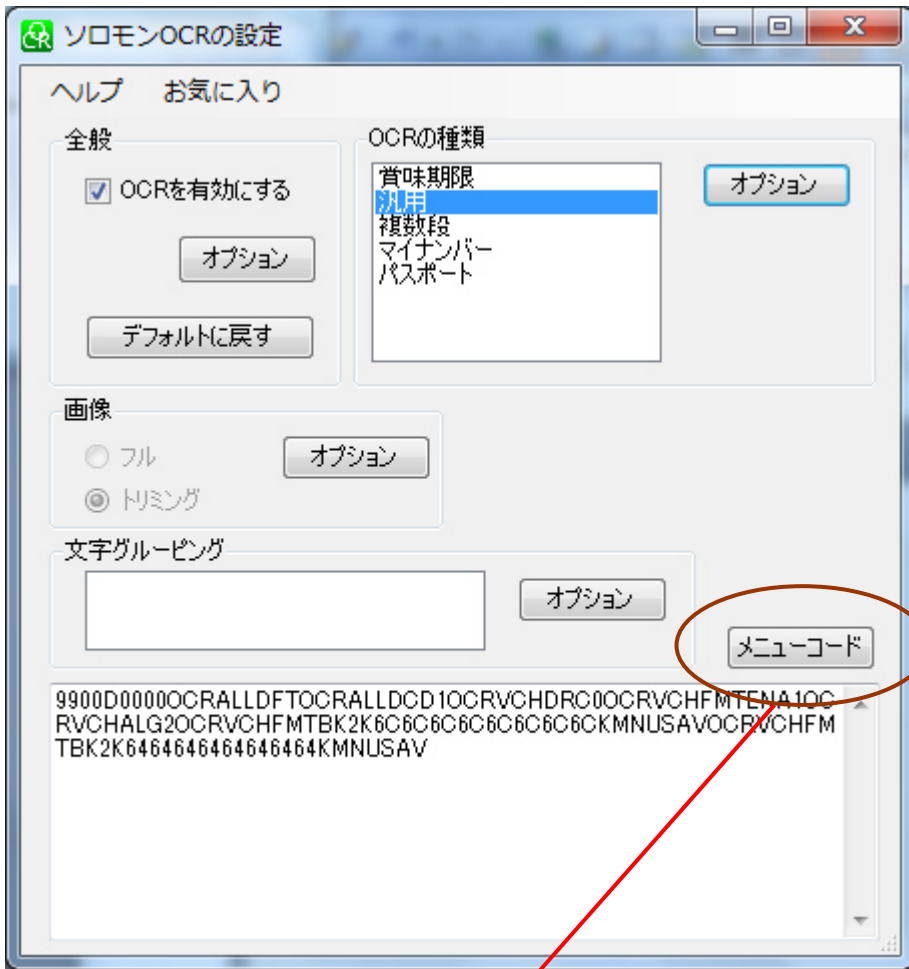 ソロモンOCRの設定
ヘルプ お気に入り
全般
OCRを有効にする
オプション
デフォルトに戻す
OCRの種類
賞味期限
汎用
複数段
マイナンバー
パスポート
オプション
画像
フル
トリミング
オプション
文字グルーピング
オプション
メニューコード
9900D0000OCRALLDFTOCRALLDCD1OCRVCHDRC0OCRVCHFMTENA1OC
RVCHALG2OCRVCHFMTBK2K6C6C6C6C6C6C6C6CKMNUSAVOCRVCHFM
TBK2K6464646464646464KMNUSAV